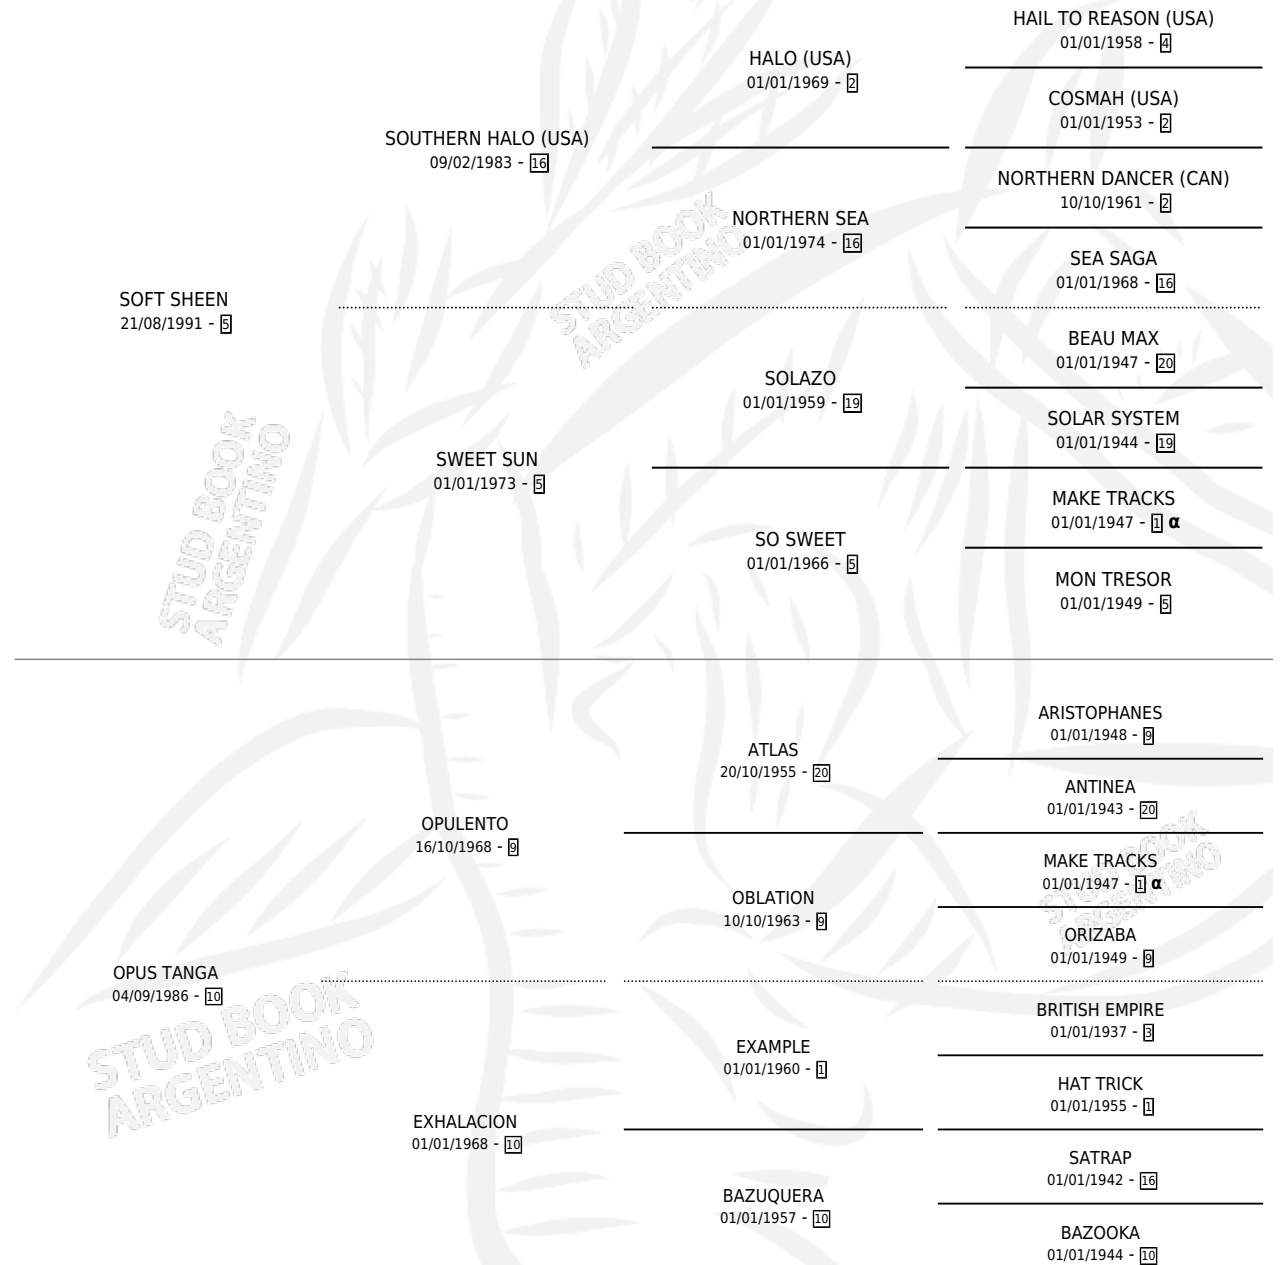 HAIL TO REASON (USA)
01/01/1958 - 4
HALO (USA)
01/01/1969 - 2
COSMAH (USA)
01/01/1953 - 2
SOUTHERN HALO (USA)
09/02/1983 - 16
NORTHERN DANCER (CAN)
10/10/1961 - 2
NORTHERN SEA
01/01/1974 - 16
SEA SAGA
01/01/1968 - 16
SOFT SHEEN
21/08/1991 - 5
BEAU MAX
01/01/1947 - 20
SOLAZO
01/01/1959 - 19
SOLAR SYSTEM
01/01/1944 - 19
SWEET SUN
01/01/1973 - 5
MAKE TRACKS
01/01/1947 - 1 α
SO SWEET
01/01/1966 - 5
MON TRESOR
01/01/1949 - 5
ARISTOPHANES
01/01/1948 - 9
ATLAS
20/10/1955 - 20
ANTINEA
01/01/1943 - 20
OPULENTO
16/10/1968 - 9
MAKE TRACKS
01/01/1947 - 1 α
OBLATION
10/10/1963 - 9
ORIZABA
01/01/1949 - 9
OPUS TANGA
04/09/1986 - 10
BRITISH EMPIRE
01/01/1937 - 3
EXAMPLE
01/01/1960 - 1
HAT TRICK
01/01/1955 - 1
EXHALACION
01/01/1968 - 10
SATRAP
01/01/1942 - 16
BAZUQUERA
01/01/1957 - 10
BAZOOKA
01/01/1944 - 10
STUD BOOK
ARGENTINO
STUD BOOK
ARGENTINO
STUD BOOK
ARGENTINO
STUD BOOK
ARGENTINO